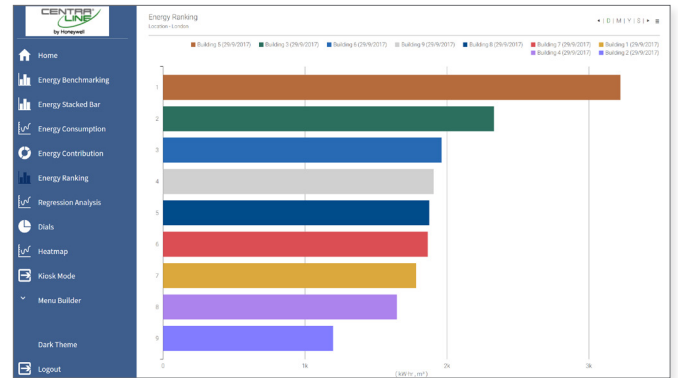 CENTRA
LINE
by Honeywell
Home
Energy Benchmarking
Energy Stacked Bar
Energy Consumption
Energy Contribution
Energy Ranking
Regression Analysis
Dials
Heatmap
Kiosk Mode
Menu Builder
Dark Theme
Logout
Energy Ranking
Location - London
| D | M | Y | S |
Building 5 (29/9/2017) Building 3 (29/9/2017) Building 6 (29/9/2017) Building 9 (29/9/2017) Building 8 (29/9/2017) Building 7 (29/9/2017) Building 1 (29/9/2017)
Building 4 (29/9/2017) Building 2 (29/9/2017)
1
2
3
4
5
6
7
8
9
0 1k 2k 3k